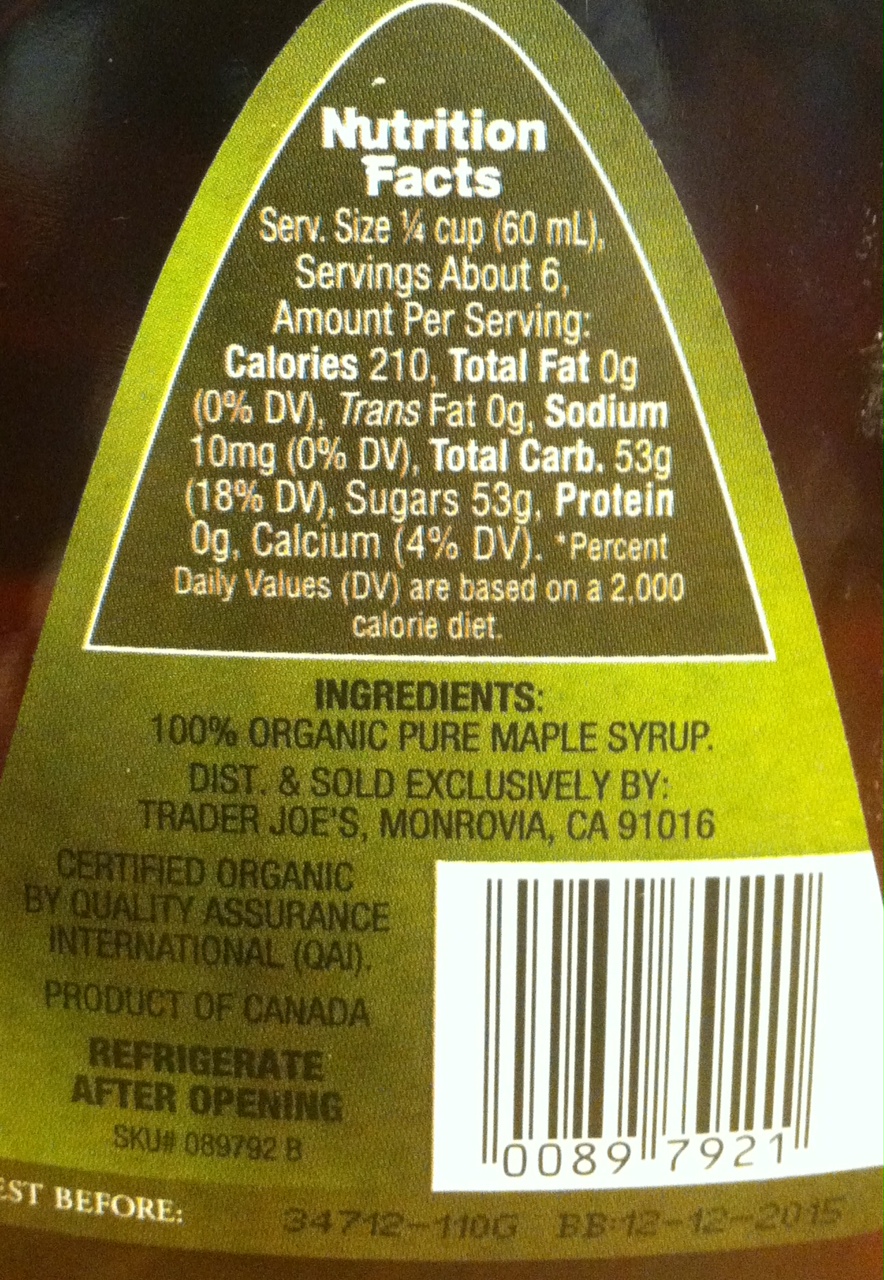 Nutrition
Facts
Serv. Size ¼ cup (60 mL),
Servings About 6,
Amount Per Serving:
Calories 210, Total Fat 0g
(0% DV), Trans Fat 0g, Sodium
10mg (0% DV), Total Carb. 53g
(18% DV), Sugars 53g, Protein
0g, Calcium (4% DV). *Percent
Daily Values (DV) are based on a 2,000
calorie diet.
INGREDIENTS:
100% ORGANIC PURE MAPLE SYRUP.
DIST. & SOLD EXCLUSIVELY BY:
TRADER JOE'S, MONROVIA, CA 91016
CERTIFIED ORGANIC
BY QUALITY ASSURANCE
INTERNATIONAL (QAI).
PRODUCT OF CANADA
REFRIGERATE
AFTER OPENING
SKU# 089792 B
0089 7921
EST BEFORE:
34712-110G BB:12-12-2015